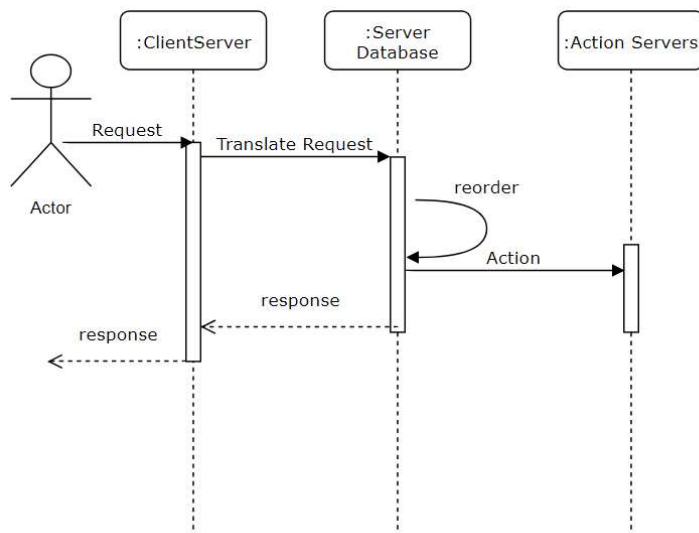 :ClientServer
:Server
Database
:Action Servers
Request
Translate Request
reorder
Actor
Action
response
response